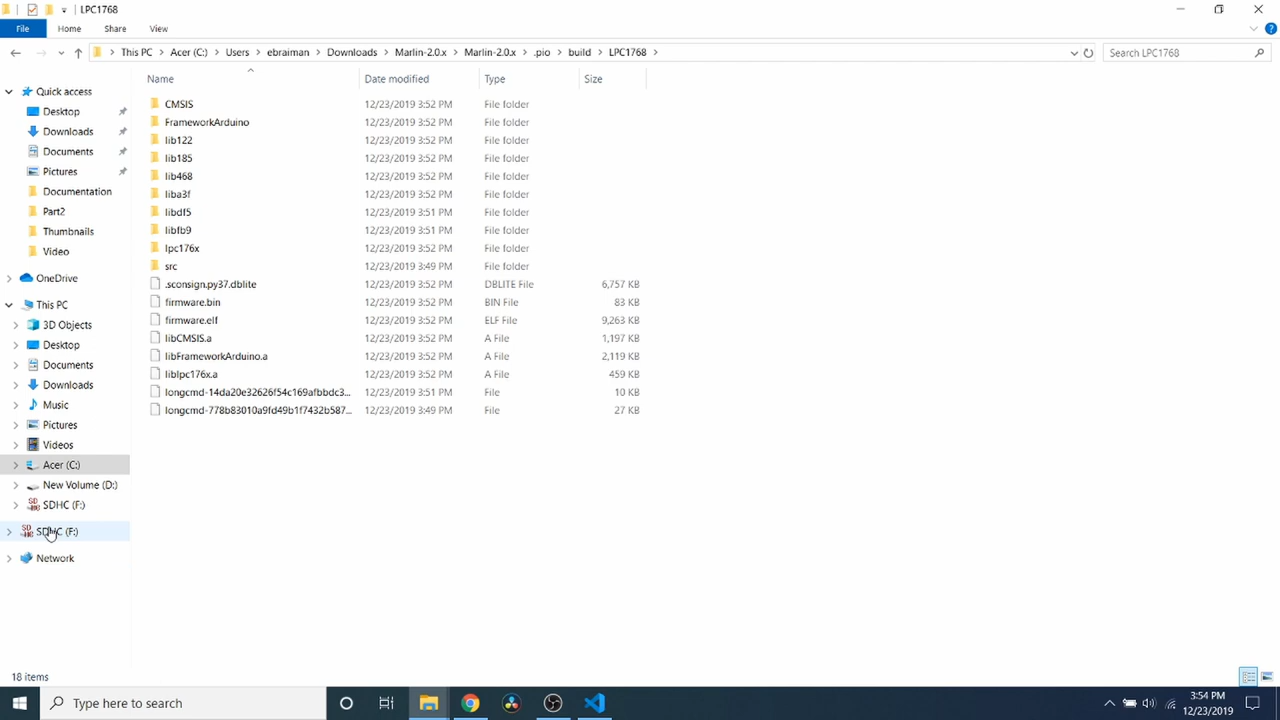 LPC1768
File Home Share View
This PC Acer (C:) Users ebraiman Downloads Marlin-2.0.x Marlin-2.0.x .pio build LPC1768
Search LPC1768
Name Date modified Type Size
Quick access
Desktop
Downloads
Documents
Pictures
Documentation
Part2
Thumbnails
Video
OneDrive
This PC
3D Objects
Desktop
Documents
Downloads
Music
Pictures
Videos
Acer (C:)
New Volume (D:)
SDHC (F:)
SDHC (F:)
Network
CMSIS 12/23/2019 3:52 PM File folder
FrameworkArduino 12/23/2019 3:52 PM File folder
lib122 12/23/2019 3:52 PM File folder
lib185 12/23/2019 3:52 PM File folder
lib468 12/23/2019 3:52 PM File folder
liba3f 12/23/2019 3:52 PM File folder
libdf5 12/23/2019 3:51 PM File folder
libfb9 12/23/2019 3:51 PM File folder
lpc176x 12/23/2019 3:52 PM File folder
src 12/23/2019 3:49 PM File folder
.sconsign.py37.dblite 12/23/2019 3:52 PM DBLITE File 6,757 KB
firmware.bin 12/23/2019 3:52 PM BIN File 83 KB
firmware.elf 12/23/2019 3:52 PM ELF File 9,263 KB
libCMSIS.a 12/23/2019 3:52 PM A File 1,197 KB
libFrameworkArduino.a 12/23/2019 3:52 PM A File 2,119 KB
liblpc176x.a 12/23/2019 3:52 PM A File 459 KB
longcmd-14da20e32626f54c169afbbdc3... 12/23/2019 3:51 PM File 10 KB
longcmd-778b83010a9fd49b1f7432b587... 12/23/2019 3:49 PM File 27 KB
18 items
Type here to search
3:54 PM
12/23/2019